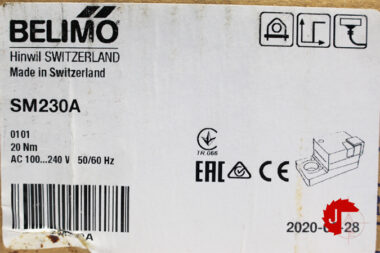 BELIMO
Hinwil SWITZERLAND
Made in Switzerland
SM230A
0101
20 Nm
AC 100...240 V 50/60 Hz
TR.066
EAC CE